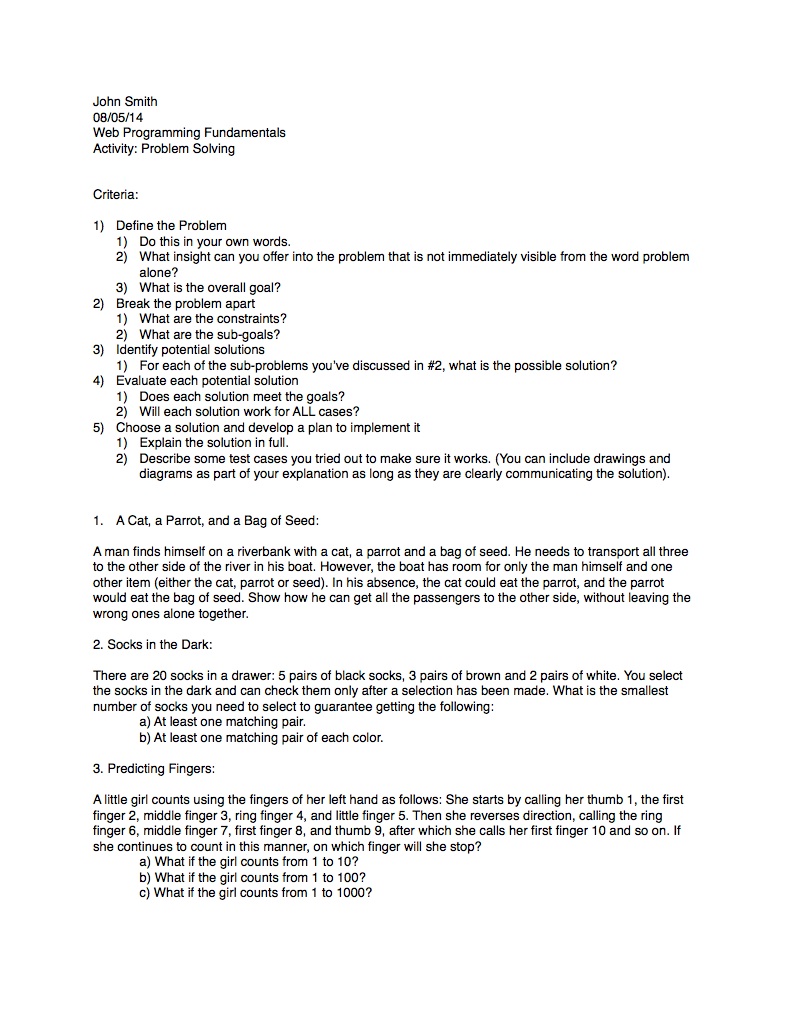 John Smith
08/05/14
Web Programming Fundamentals
Activity: Problem Solving
Criteria:
1) Define the Problem
1) Do this in your own words.
2) What insight can you offer into the problem that is not immediately visible from the word problem
alone?
3) What is the overall goal?
2) Break the problem apart
1) What are the constraints?
2) What are the sub-goals?
3) Identify potential solutions
1) For each of the sub-problems you've discussed in #2, what is the possible solution?
4) Evaluate each potential solution
1) Does each solution meet the goals?
2) Will each solution work for ALL cases?
5) Choose a solution and develop a plan to implement it
1) Explain the solution in full.
2) Describe some test cases you tried out to make sure it works. (You can include drawings and
diagrams as part of your explanation as long as they are clearly communicating the solution).
1. A Cat, a Parrot, and a Bag of Seed:
A man finds himself on a riverbank with a cat, a parrot and a bag of seed. He needs to transport all three
to the other side of the river in his boat. However, the boat has room for only the man himself and one
other item (either the cat, parrot or seed). In his absence, the cat could eat the parrot, and the parrot
would eat the bag of seed. Show how he can get all the passengers to the other side, without leaving the
wrong ones alone together.
2. Socks in the Dark:
There are 20 socks in a drawer: 5 pairs of black socks, 3 pairs of brown and 2 pairs of white. You select
the socks in the dark and can check them only after a selection has been made. What is the smallest
number of socks you need to select to guarantee getting the following:
a) At least one matching pair.
b) At least one matching pair of each color.
3. Predicting Fingers:
A little girl counts using the fingers of her left hand as follows: She starts by calling her thumb 1, the first
finger 2, middle finger 3, ring finger 4, and little finger 5. Then she reverses direction, calling the ring
finger 6, middle finger 7, first finger 8, and thumb 9, after which she calls her first finger 10 and so on. If
she continues to count in this manner, on which finger will she stop?
a) What if the girl counts from 1 to 10?
b) What if the girl counts from 1 to 100?
c) What if the girl counts from 1 to 1000?